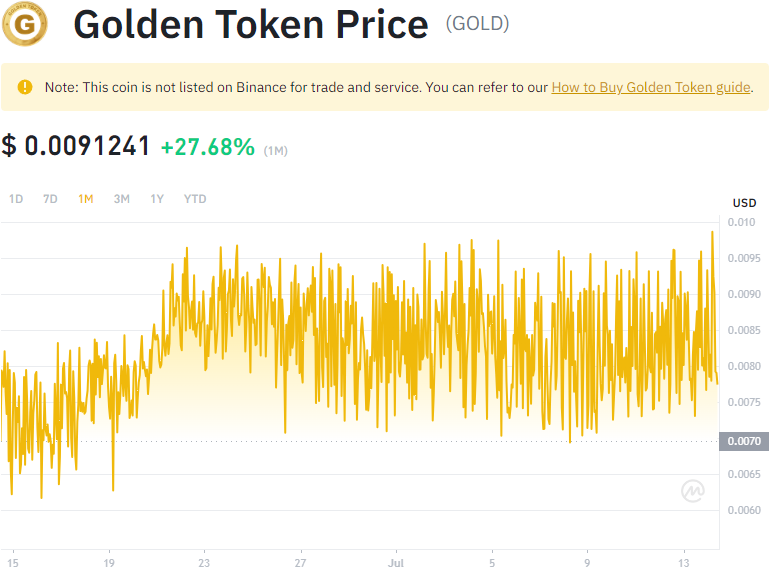 Golden Token Price (GOLD)
Note: This coin is not listed on Binance for trade and service. You can refer to our How to Buy Golden Token guide.
$ 0.0091241 +27.68% (1M)
1D 7D 1M 3M 1Y YTD
USD
0.010
0.0095
0.0090
0.0085
0.0080
0.0075
0.0070
0.0065
0.0060
15 19 23 27 Jul 5 9 13